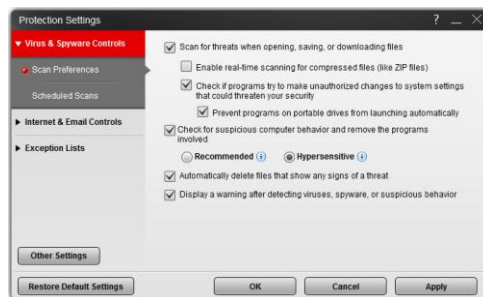 Protection Settings
Virus & Spyware Controls
Scan Preferences
Scheduled Scans
Internet & Email Controls
Exception Lists
Other Settings
Scan for threats when opening, saving, or downloading files
Enable real-time scanning for compressed files (like ZIP files)
Check if programs try to make unauthorized changes to system settings
that could threaten your security
Prevent programs on portable drives from launching automatically
Check for suspicious computer behavior and remove the programs
involved
Recommended
Hypersensitive
Automatically delete files that show any signs of a threat
Display a warning after detecting viruses, spyware, or suspicious behavior
Restore Default Settings
OK
Cancel
Apply